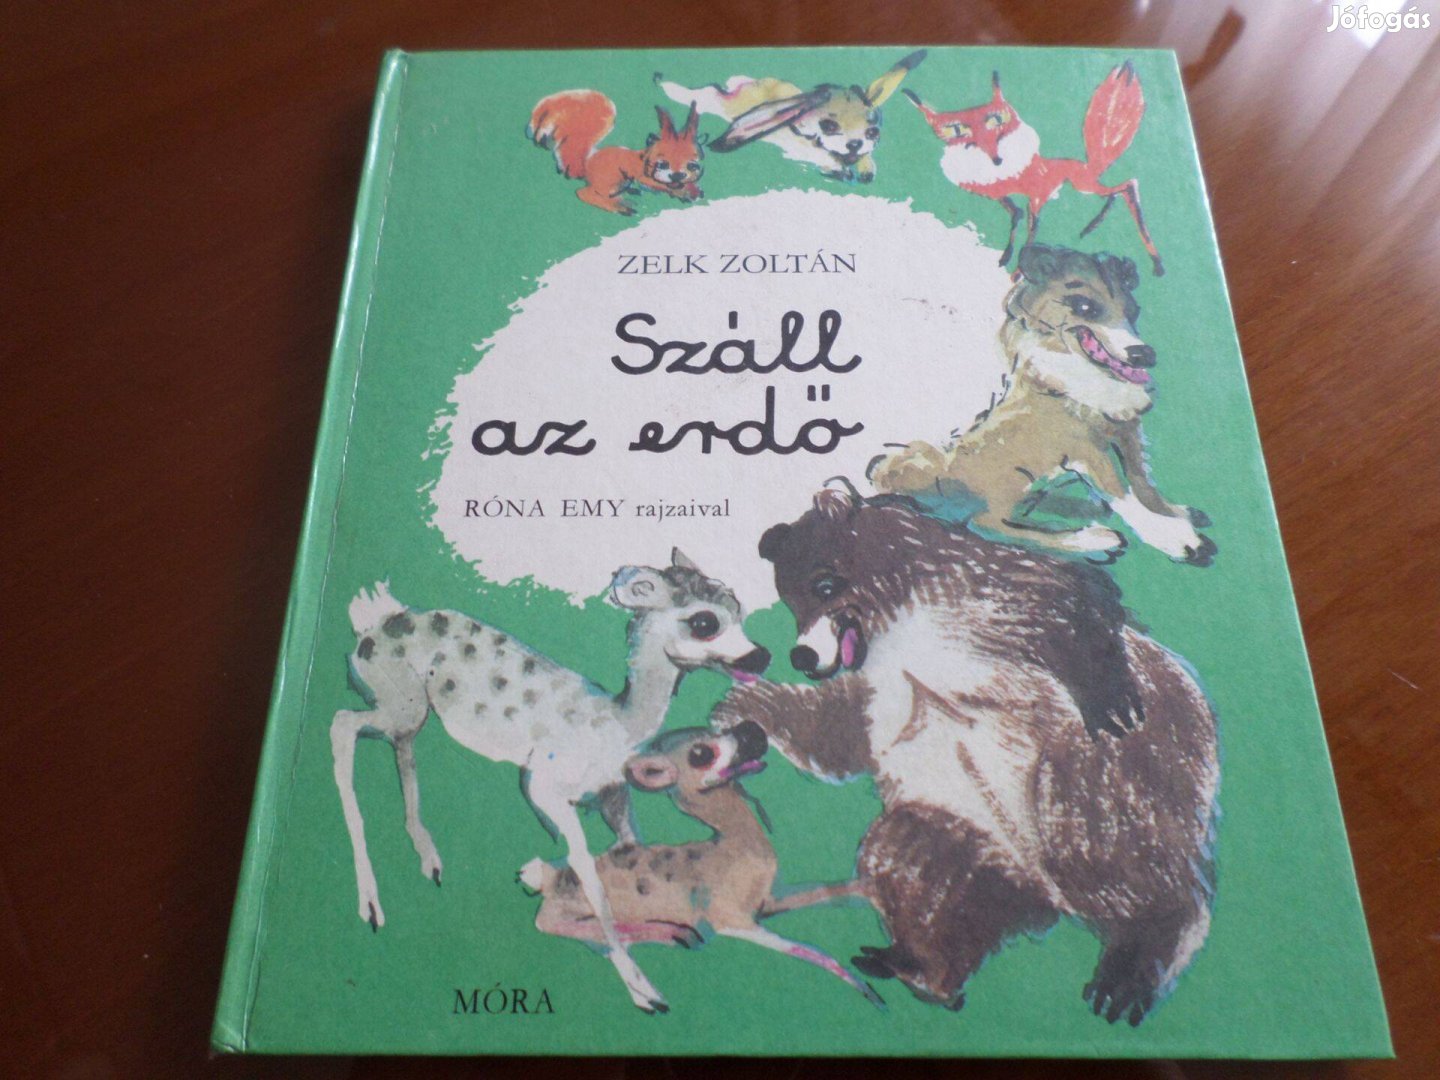 Jófogás
ZELK ZOLTÁN
Száll
az erdő
RÓNA EMY rajzaival
MÓRA